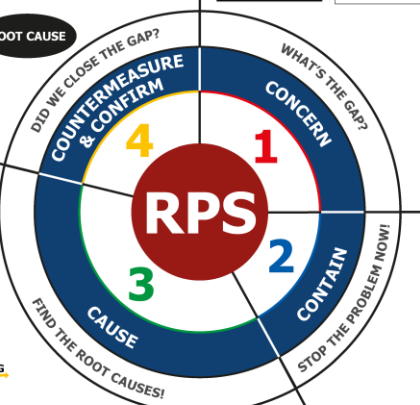 OOT CAUSE
DID WE CLOSE THE GAP?
COUNTERMEASURE
& CONFIRM
4
WHAT'S THE GAP?
CONCERN
1
RPS
2
CONTAIN
STOP THE PROBLEM NOW!
3
CAUSE
FIND THE ROOT CAUSES!
G